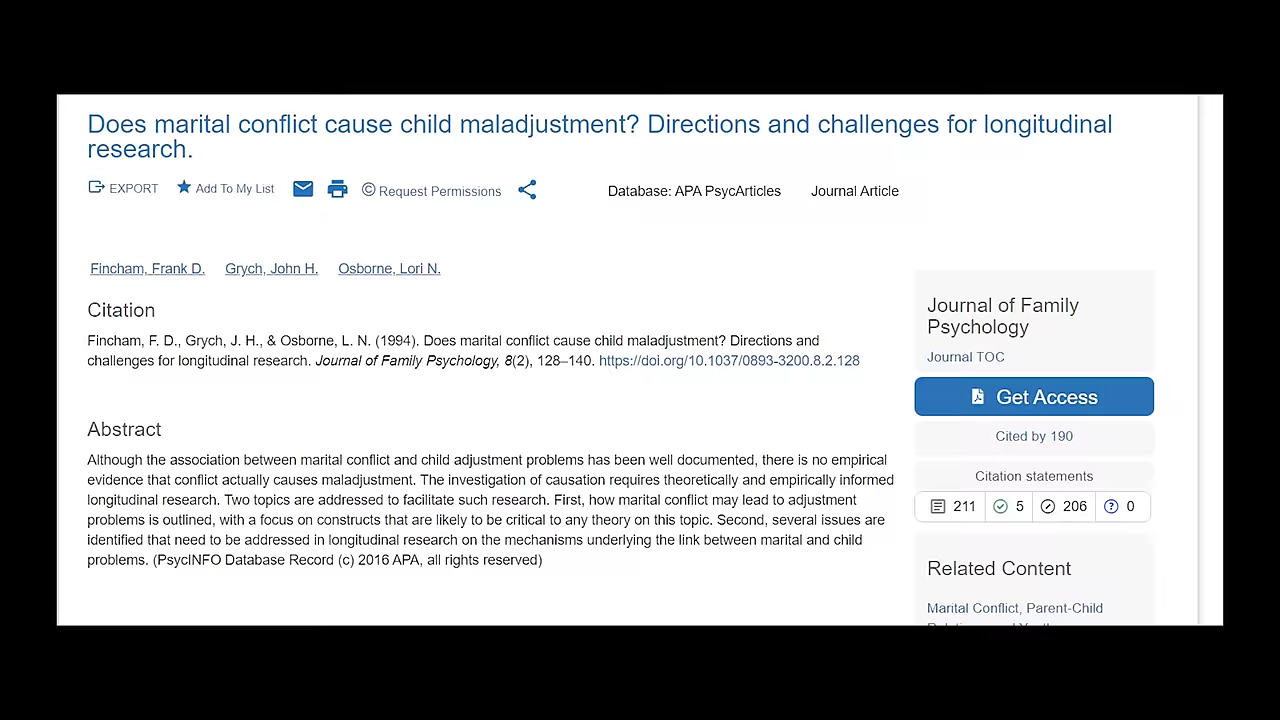 Does marital conflict cause child maladjustment? Directions and challenges for longitudinal
research.
EXPORT Add To My List Request Permissions Database: APA PsycArticles Journal Article
Fincham, Frank D. Grych, John H. Osborne, Lori N.
Citation
Fincham, F. D., Grych, J. H., & Osborne, L. N. (1994). Does marital conflict cause child maladjustment? Directions and
challenges for longitudinal research. Journal of Family Psychology, 8(2), 128–140. https://doi.org/10.1037/0893-3200.8.2.128
Abstract
Although the association between marital conflict and child adjustment problems has been well documented, there is no empirical
evidence that conflict actually causes maladjustment. The investigation of causation requires theoretically and empirically informed
longitudinal research. Two topics are addressed to facilitate such research. First, how marital conflict may lead to adjustment
problems is outlined, with a focus on constructs that are likely to be critical to any theory on this topic. Second, several issues are
identified that need to be addressed in longitudinal research on the mechanisms underlying the link between marital and child
problems. (PsycINFO Database Record (c) 2016 APA, all rights reserved)
Journal of Family
Psychology
Journal TOC
Get Access
Cited by 190
Citation statements
211 5 206 0
Related Content
Marital Conflict, Parent-Child